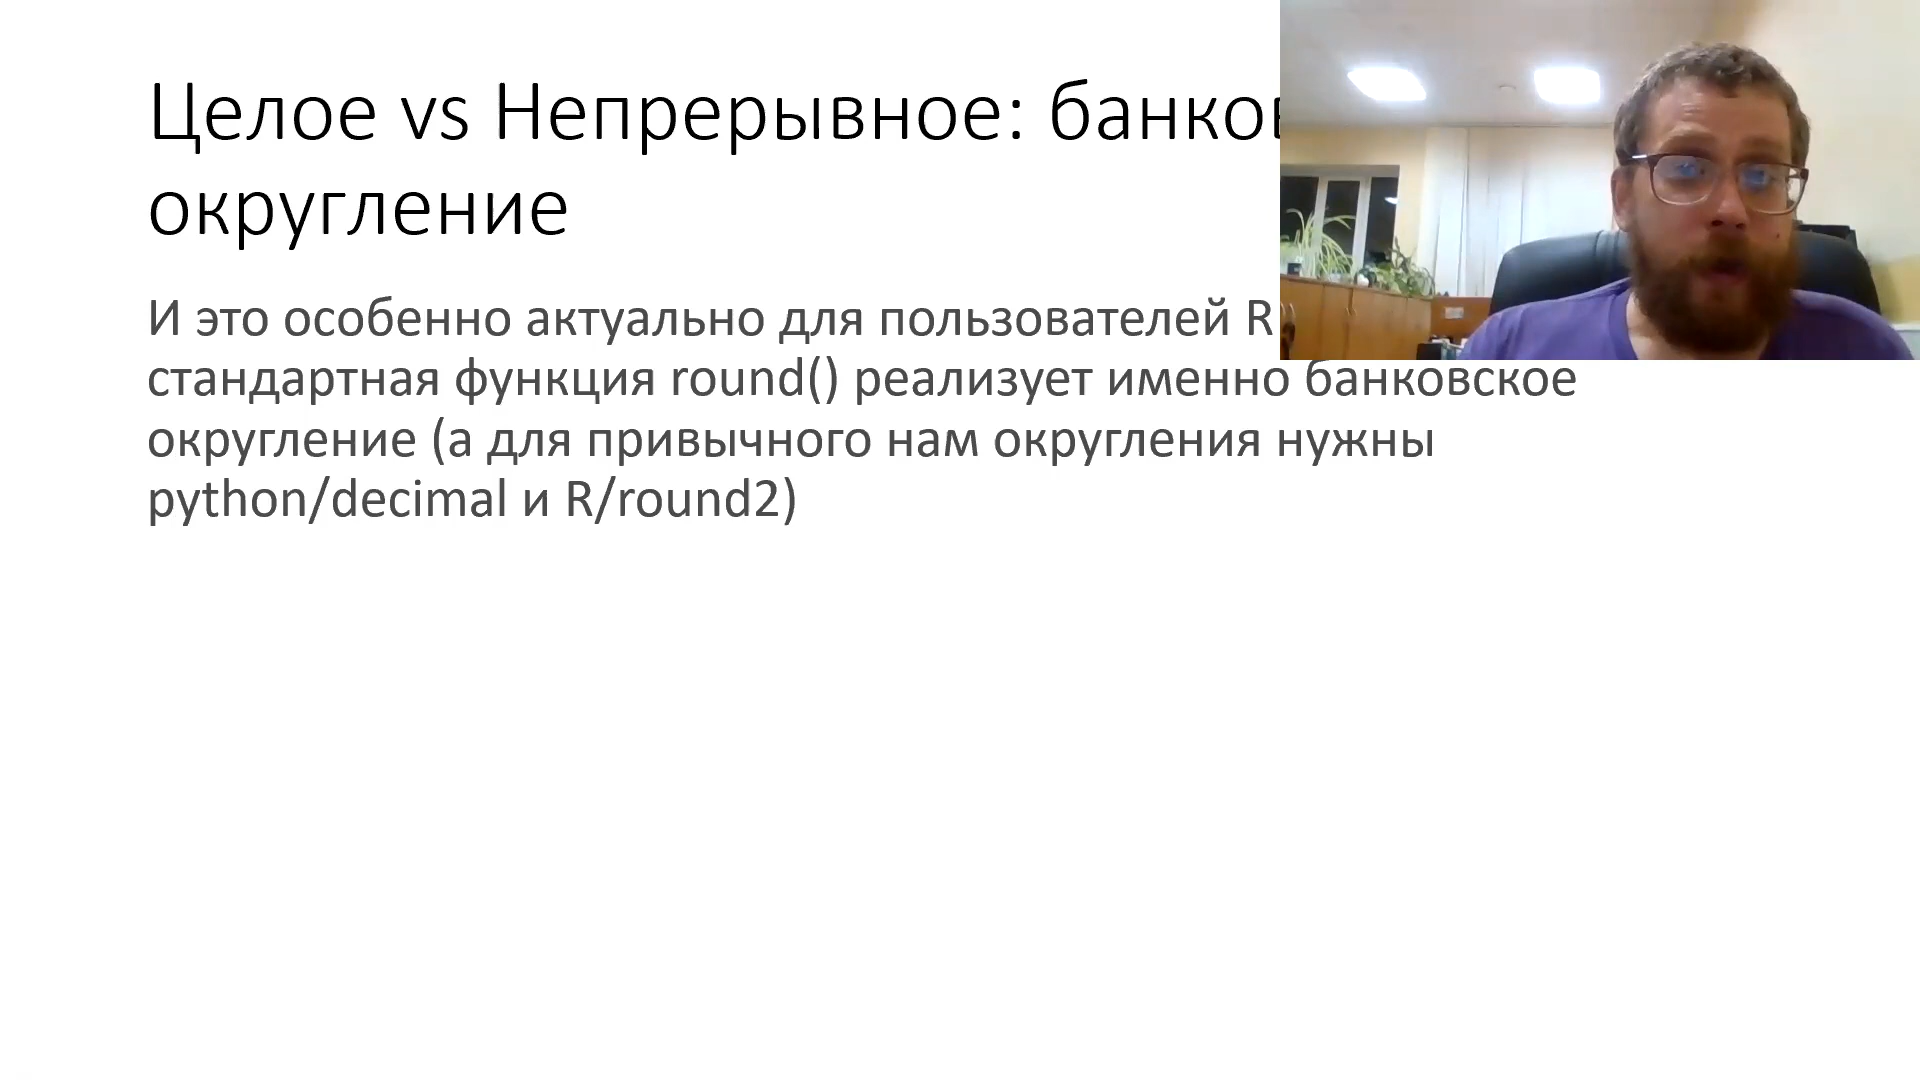 Целое vs Непрерывное:
округление
И это особенно актуально для пользователей R
стандартная функция round() реализует именно банковское
округление (а для привычного нам округления нужны
python/decimal и R/round2)